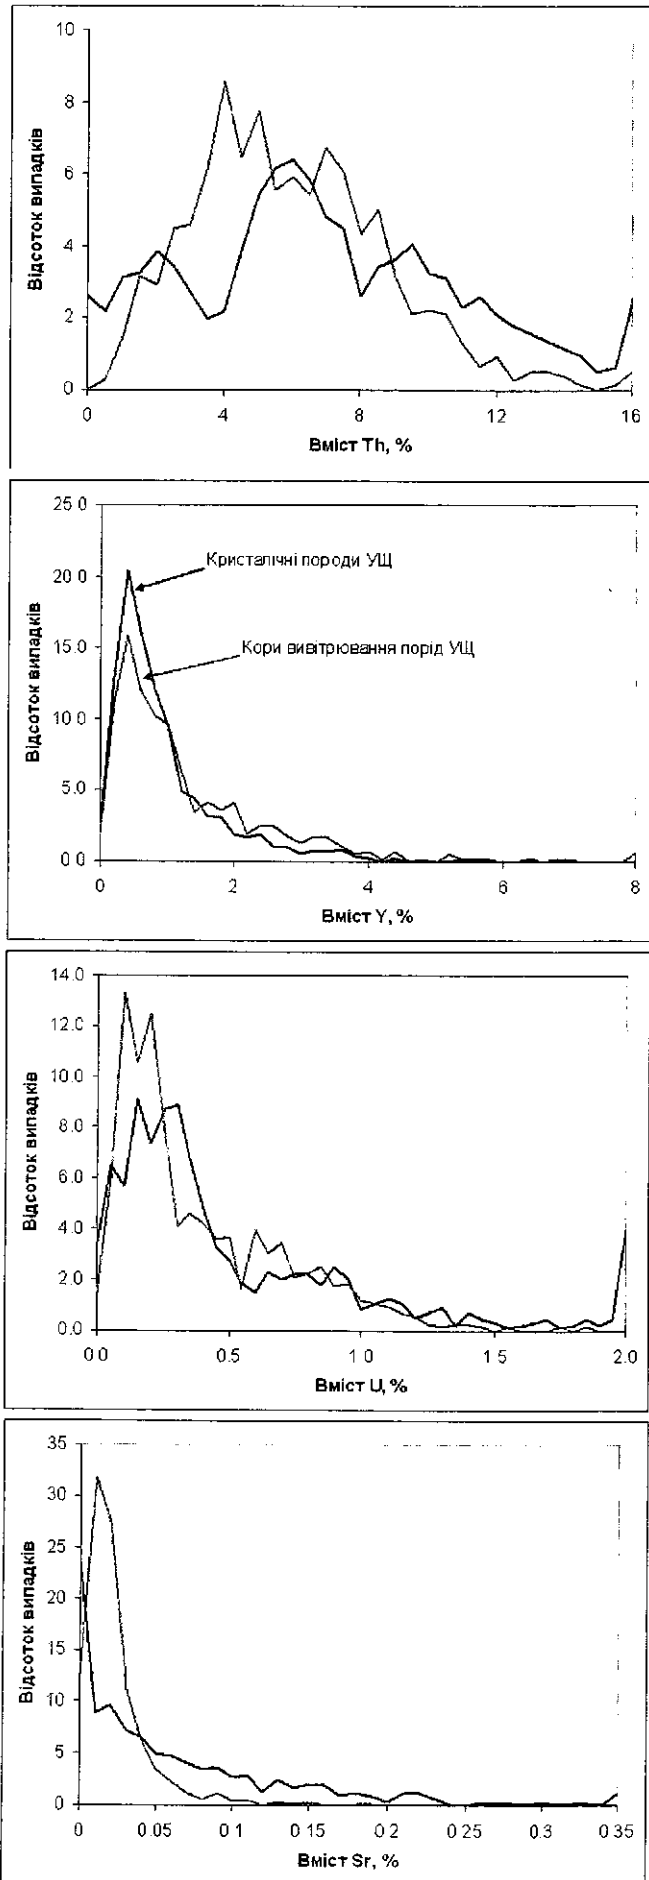 10
8
6
4
2
0
Відсоток випадків
0 4 8 12 16
Вміст Th, %
25 0
20 0
15.0
10 0
5.0
0 0
Відсоток випадків
Кристалічні породи УЩ
Кори вивітрювання порід УЩ
0 2 4 6 8
Вміст Y, %
14.0
12.0
10.0
8.0
6.0
4.0
2.0
0.0
Відсоток випадків
0 0 0.5 1 0 1 5 2.0
Вміст U, %
35
30
25
20
15
10
5
0
Відсоток випадків
0 0 05 0 1 0 15 0.2 0 25 0 3 0 35
Вміст Sr, %